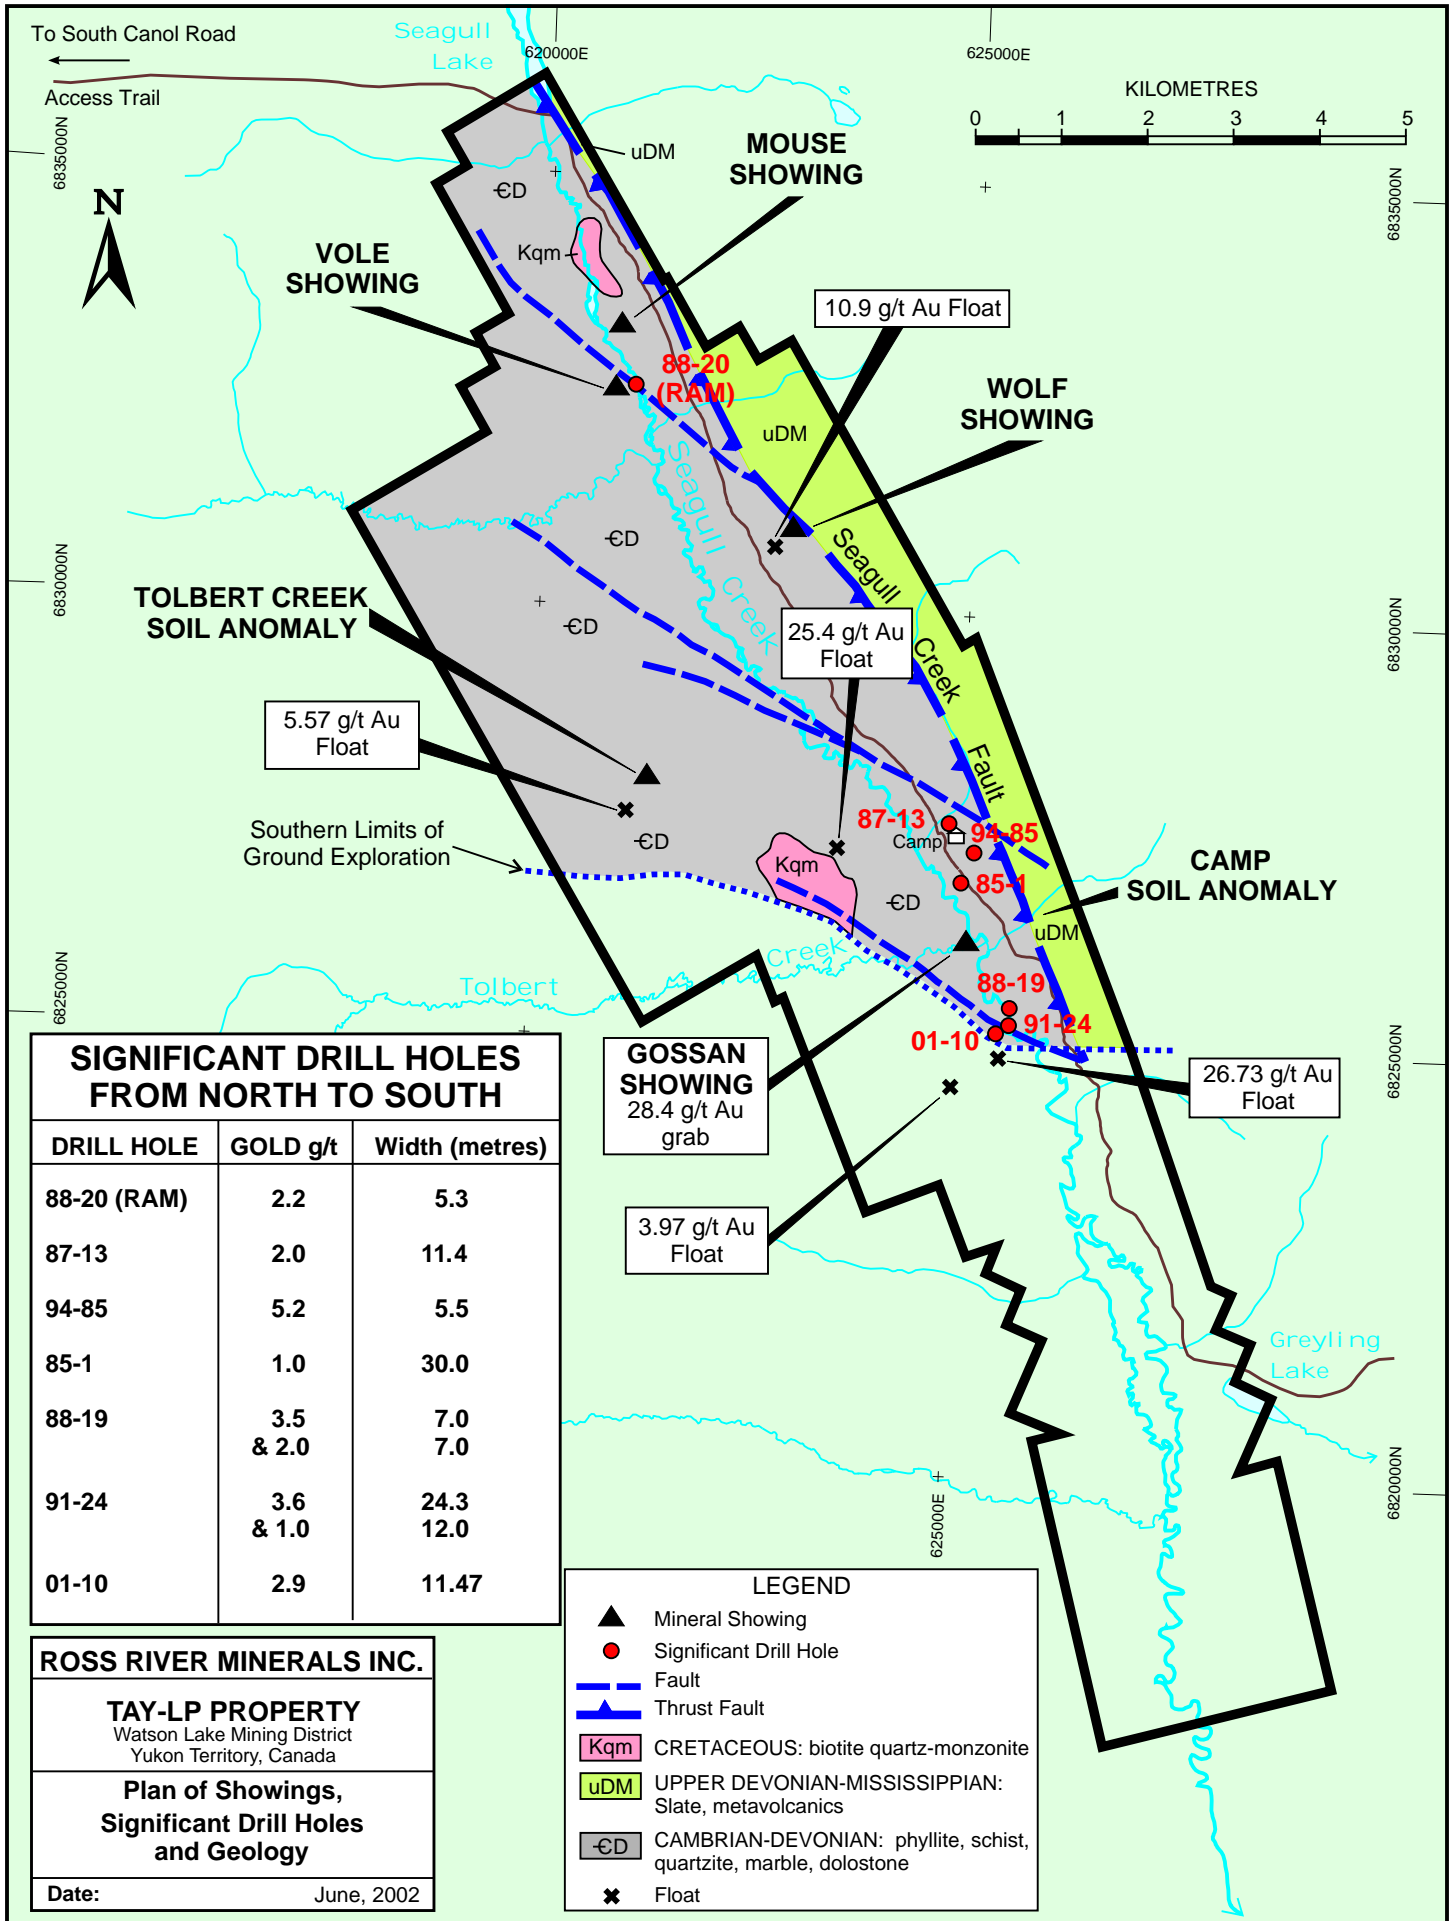 To South Canol Road
Access Trail
Seagull
Lake
620000E
625000E
KILOMETRES
0 1 2 3 4 5
6835000N
6835000N
N
uDM
MOUSE
SHOWING
ЄD
Kqm
VOLE
SHOWING
10.9 g/t Au Float
88-20
(RAM)
WOLF
SHOWING
uDM
Seagull
Creek
ЄD
Seagull
Creek
Fault
6830000N
6830000N
TOLBERT CREEK
SOIL ANOMALY
ЄD
25.4 g/t Au
Float
5.57 g/t Au
Float
Southern Limits of
Ground Exploration
ЄD
87-13
Camp
94-85
85-1
Kqm
ЄD
CAMP
SOIL ANOMALY
uDM
Tolbert
Creek
88-19
91-24
01-10
6825000N
6825000N
GOSSAN
SHOWING
28.4 g/t Au
grab
26.73 g/t Au
Float
3.97 g/t Au
Float
Greyling
Lake
625000E
6820000N
SIGNIFICANT DRILL HOLES
FROM NORTH TO SOUTH
DRILL HOLE GOLD g/t Width (metres)
88-20 (RAM) 2.2 5.3
87-13 2.0 11.4
94-85 5.2 5.5
85-1 1.0 30.0
88-19 3.5 7.0
& 2.0 7.0
91-24 3.6 24.3
& 1.0 12.0
01-10 2.9 11.47
ROSS RIVER MINERALS INC.
TAY-LP PROPERTY
Watson Lake Mining District
Yukon Territory, Canada
Plan of Showings,
Significant Drill Holes
and Geology
Date: June, 2002
LEGEND
Mineral Showing
Significant Drill Hole
Fault
Thrust Fault
Kqm CRETACEOUS: biotite quartz-monzonite
uDM UPPER DEVONIAN-MISSISSIPPIAN:
Slate, metavolcanics
ЄD CAMBRIAN-DEVONIAN: phyllite, schist,
quartzite, marble, dolostone
Float